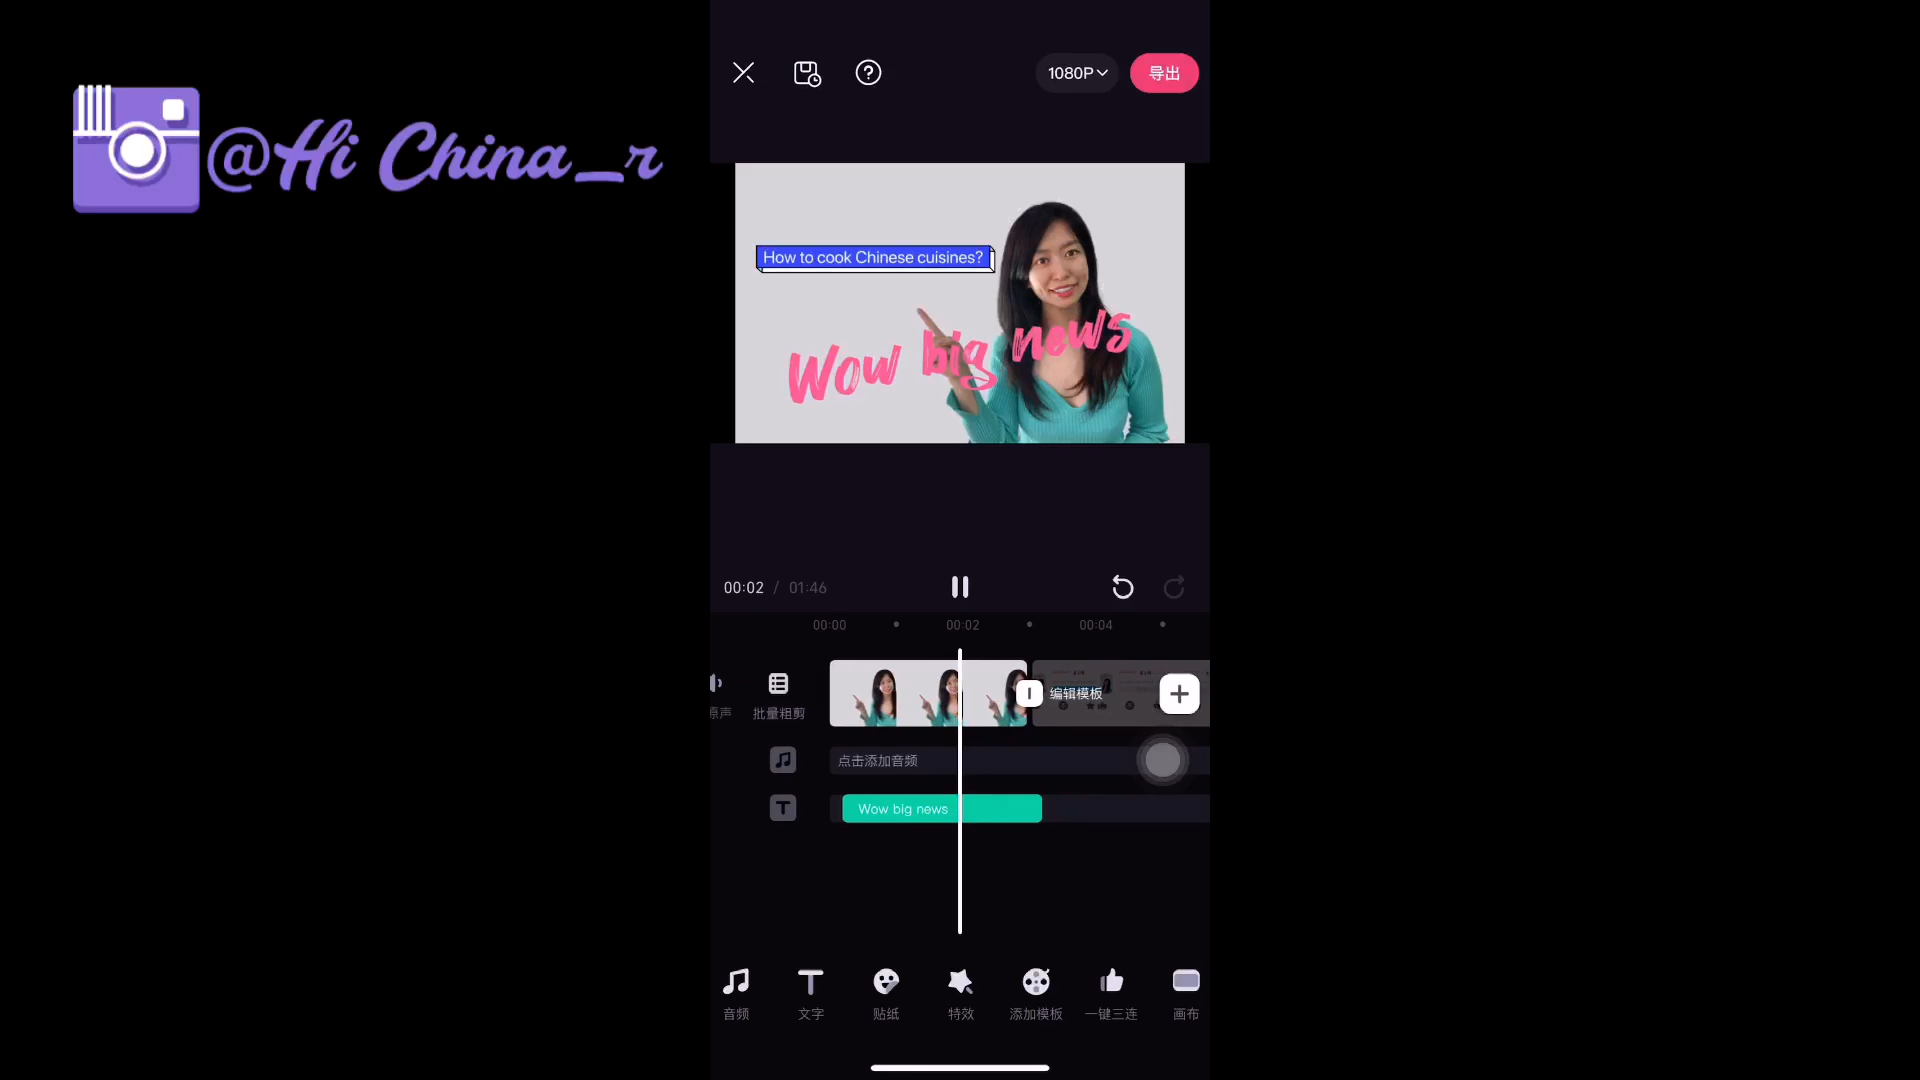 @Hi China_r
1080P
导出
How to cook Chinese cuisines?
Wow big news
00:02 / 01:46
00:00
00:02
00:04
原声
批量粗剪
编辑模板
点击添加音频
Wow big news
音频
文字
贴纸
特效
添加模板
一键三连
画布